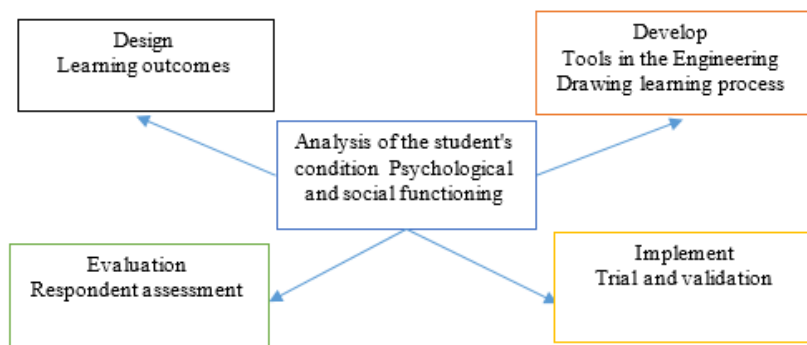 Design
Learning outcomes
Develop
Tools in the Engineering
Drawing learning process
Analysis of the student's
condition Psychological
and social functioning
Evaluation
Respondent assessment
Implement
Trial and validation